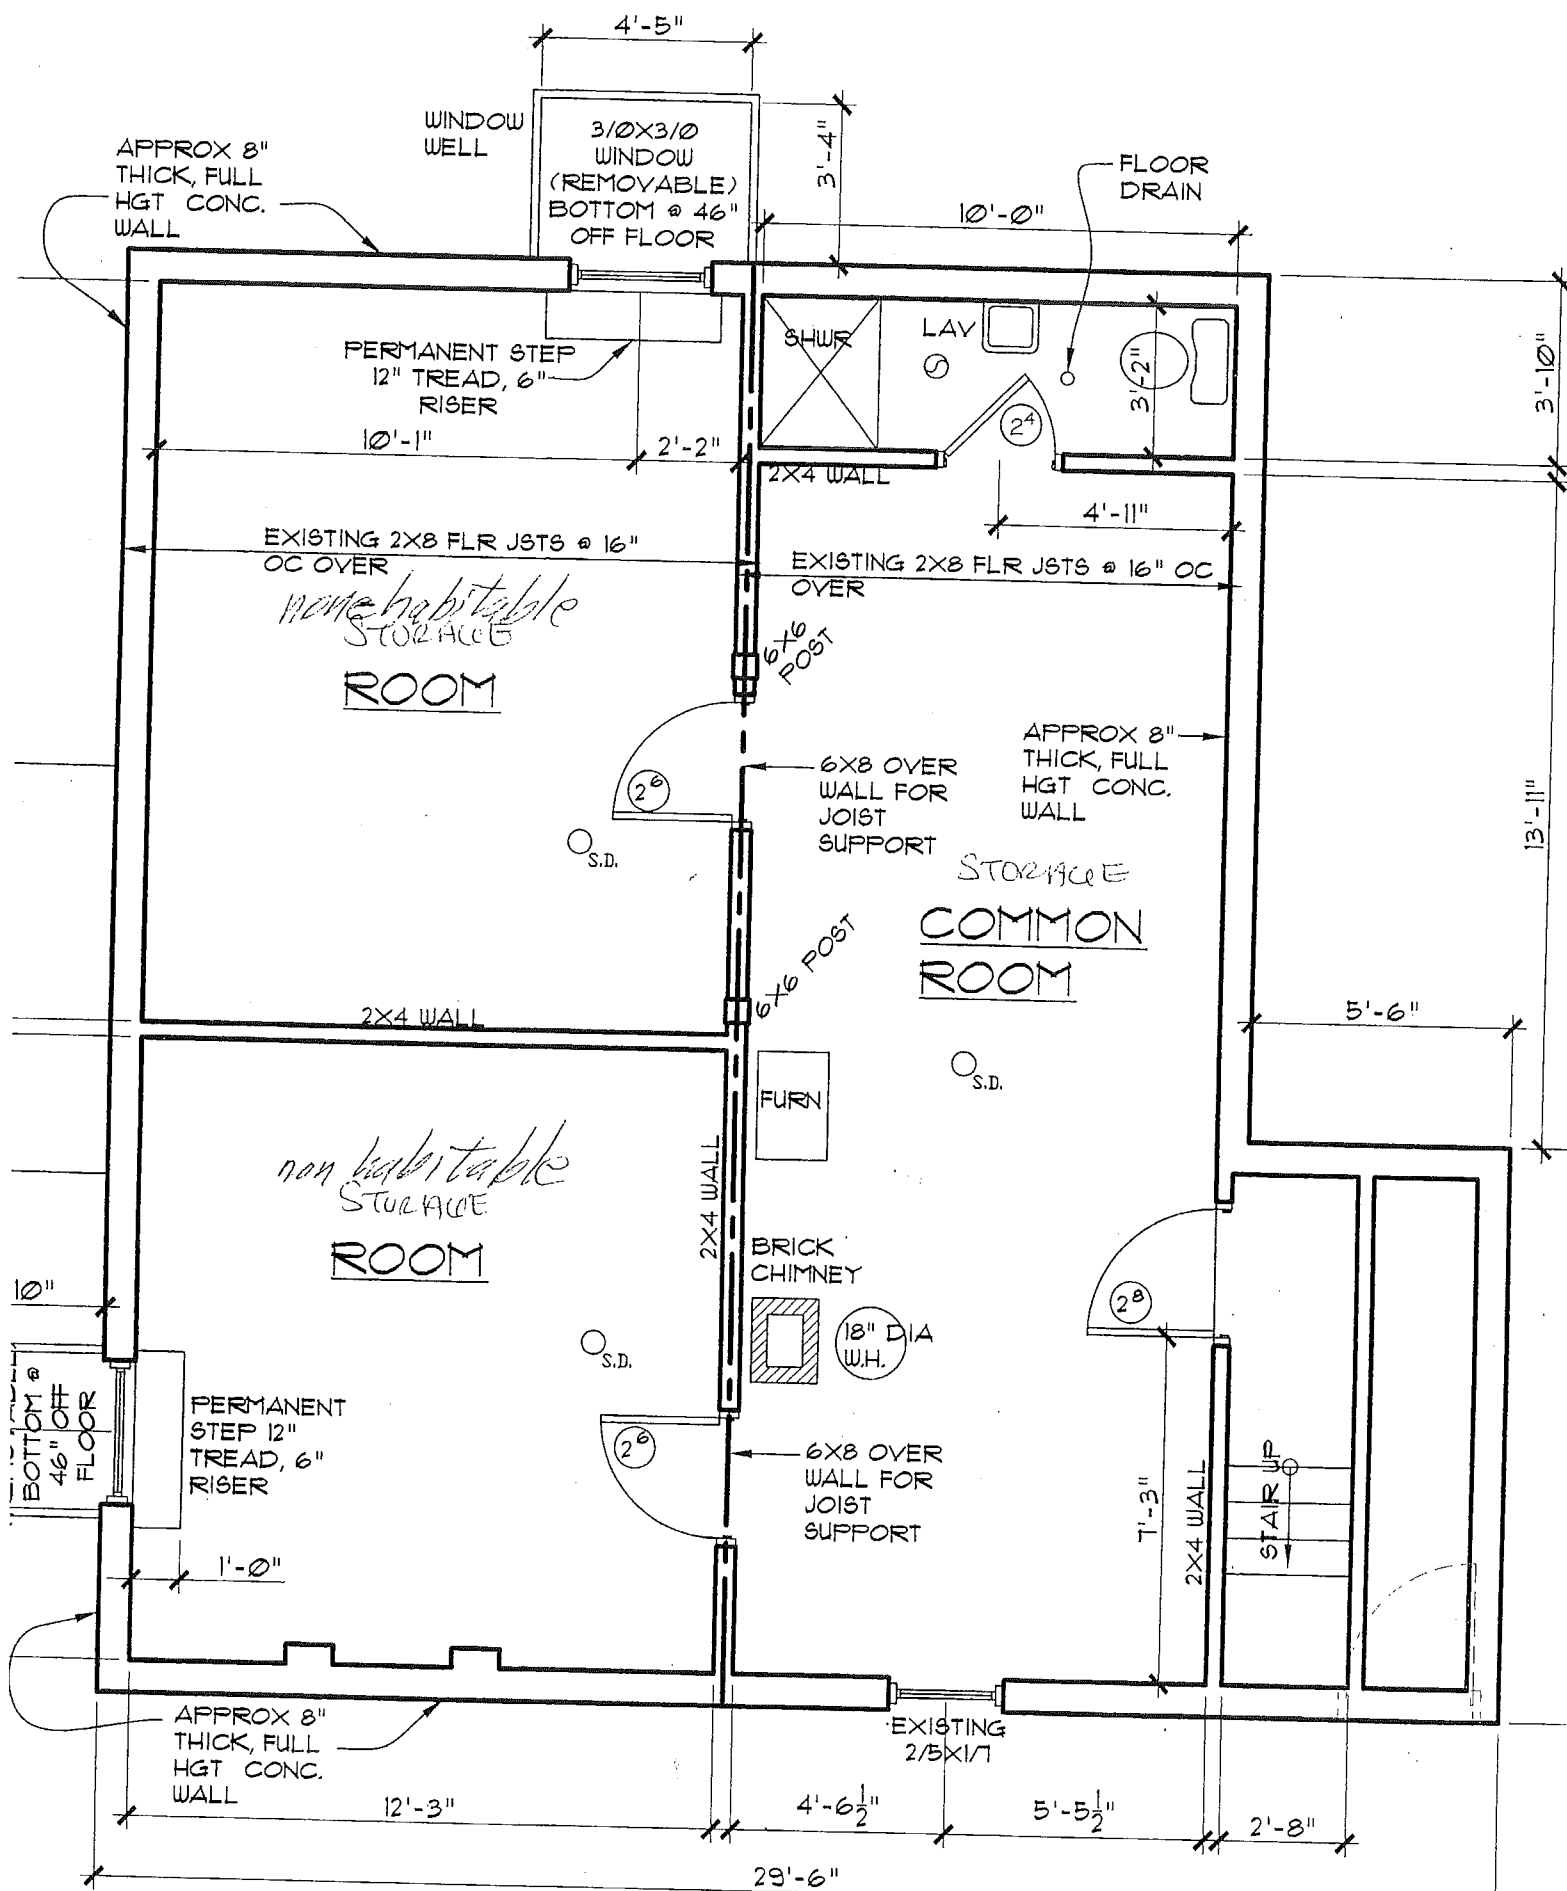 4'-5"
WINDOW
WELL
3/0X3/0
WINDOW
(REMOVABLE)
BOTTOM @ 46"
OFF FLOOR
3'-4"
APPROX 8"
THICK, FULL
HGT CONC.
WALL
FLOOR
DRAIN
10'-0"
SHWR
LAV
3'-2"
3'-10"
PERMANENT STEP
12" TREAD, 6"
RISER
2⁴
10'-1"
2'-2"
2X4 WALL
4'-11"
EXISTING 2X8 FLR JSTS @ 16"
OC OVER
EXISTING 2X8 FLR JSTS @ 16" OC
OVER
none habitable
STORAGE
ROOM
6X6
POST
2⁶
6X8 OVER
WALL FOR
JOIST
SUPPORT
APPROX 8"
THICK, FULL
HGT CONC.
WALL
13'-11"
S.D.
STORAGE
COMMON
ROOM
6X6 POST
2X4 WALL
5'-6"
FURN
S.D.
non habitable
STORAGE
ROOM
2X4 WALL
BRICK
CHIMNEY
10"
18" DIA
W.H.
2⁸
S.D.
BOTTOM @
46" OFF
FLOOR
PERMANENT
STEP 12"
TREAD, 6"
RISER
2⁶
6X8 OVER
WALL FOR
JOIST
SUPPORT
7'-3"
2X4 WALL
STAIR UP
1'-0"
APPROX 8"
THICK, FULL
HGT CONC.
WALL
EXISTING
2/5X1/7
12'-3"
4'-6½"
5'-5½"
2'-8"
29'-6"